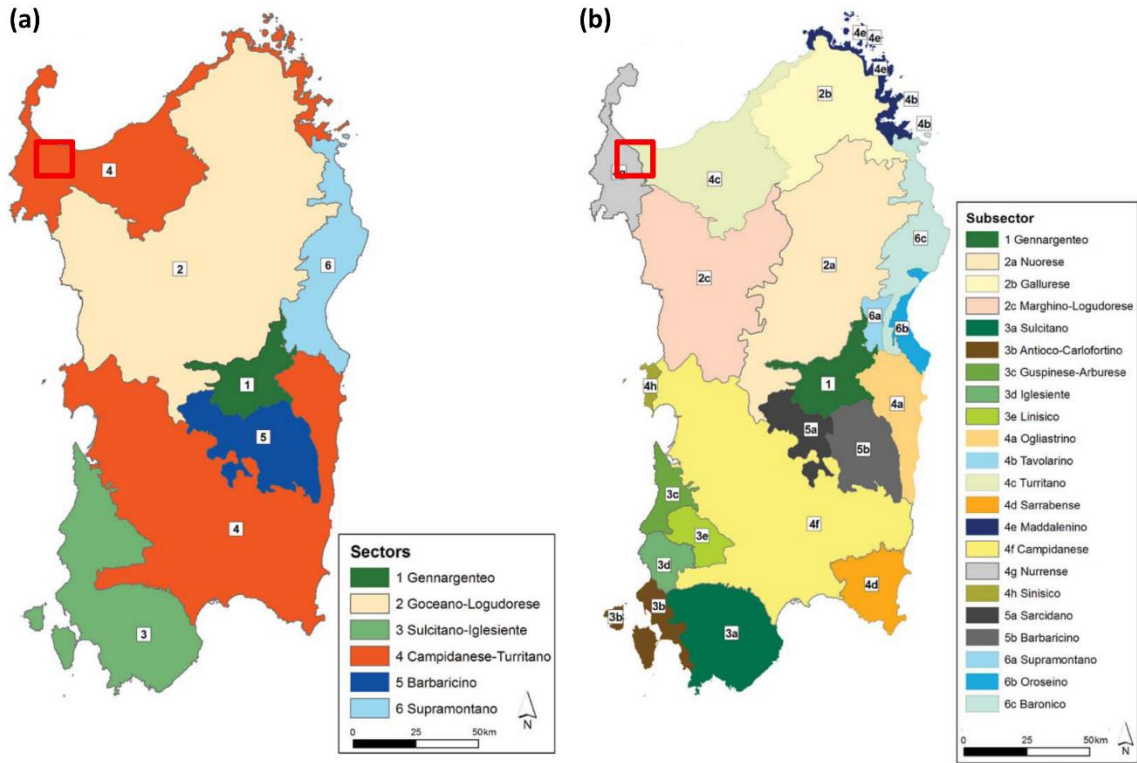 (a)
4
6
2
1
5
4
3
Sectors
1 Gennargenteo
2 Goceano-Logudorese
3 Sulcitano-Iglesiente
4 Campidanese-Turritano
5 Barbaricino
6 Supramontano
N
0 25 50km
(b)
4e
4e
4e
2b
4b
4b
4c
6c
2c
2a
6a
6b
1
4h
4a
5a
5b
3c
4f
3e
3d
4d
3b
3b
3a
Subsector
1 Gennargenteo
2a Nuorese
2b Gallurese
2c Marghino-Logudorese
3a Sulcitano
3b Antioco-Carlofortino
3c Guspinese-Arburese
3d Iglesiente
3e Linisico
4a Ogliastrino
4b Tavolarino
4c Turritano
4d Sarrabense
4e Maddalenino
4f Campidanese
4g Nurrense
4h Sinisico
5a Sarcidano
5b Barbaricino
6a Supramontano
6b Oroseino
6c Baronico
N
0 25 50km